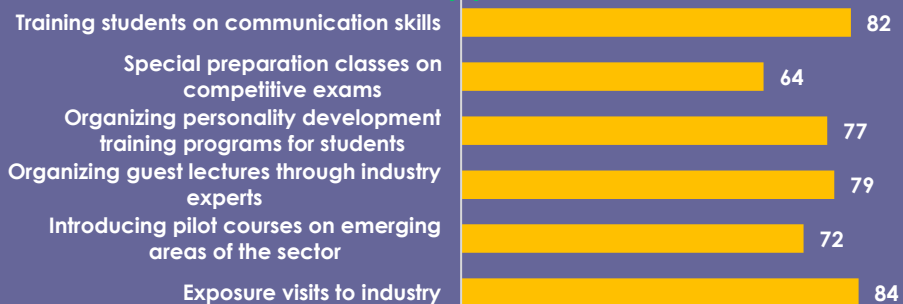 Training students on communication skills
82
Special preparation classes on
competitive exams
64
Organizing personality development
training programs for students
77
Organizing guest lectures through industry
experts
79
Introducing pilot courses on emerging
areas of the sector
72
Exposure visits to industry
84